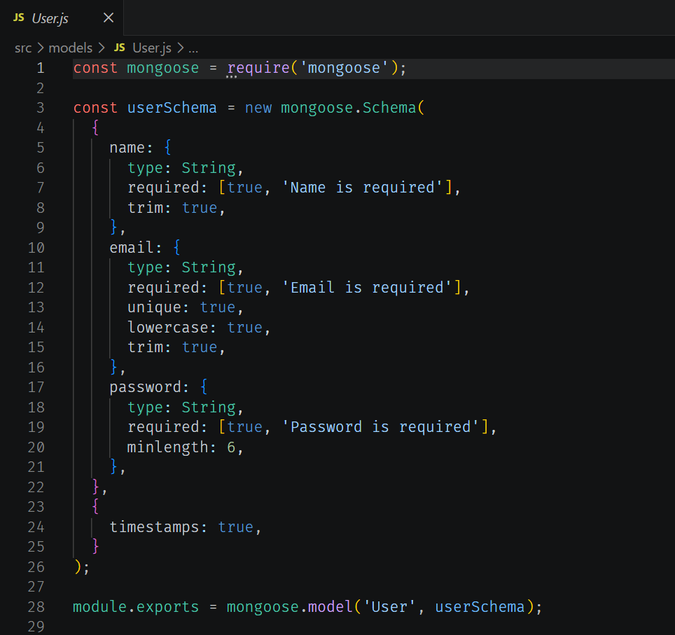 JS User.js ×
src > models > JS User.js > ...
1 const mongoose = require('mongoose');
2
3 const userSchema = new mongoose.Schema(
4   {
5     name: {
6       type: String,
7       required: [true, 'Name is required'],
8       trim: true,
9     },
10     email: {
11       type: String,
12       required: [true, 'Email is required'],
13       unique: true,
14       lowercase: true,
15       trim: true,
16     },
17     password: {
18       type: String,
19       required: [true, 'Password is required'],
20       minlength: 6,
21     },
22   },
23   {
24     timestamps: true,
25   }
26 );
27
28 module.exports = mongoose.model('User', userSchema);
29